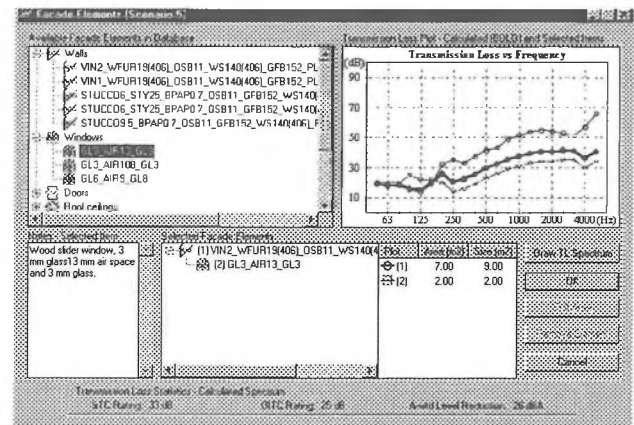 Facade Elements (Scenario 5)
Available Facade Elements in Database
Walls
VIN2_WFUR19(406)_OSB11_WS140(406)_GFB152_PL
VIN1_WFUR19(406)_OSB11_WS140(406)_GFB152_PL
STUCCO6_STY25_BPAP0 7_OSB11_GFB152_WS140(
STUCCO6_STY25_BPAP0 7_OSB11_GFB152_WS140(
STUCCO9 5_BPAP0 7_OSB11_GFB152_WS140(406)_F
Windows
GL3_AIR13_GL3
GL3_AIR100_GL3
GL6_AIR9_GL8
Doors
Roof ceilings
Transmission Loss Plot - Calculated (BOLD) and Selected Items
Transmission Loss vs Frequency
(dB)
90
70
50
30
10
63 125 250 500 1000 2000 4000 (Hz)
Notes - Selected Item
Wood slider window, 3
mm glass13 mm air space
and 3 mm glass.
Selected Facade Elements
(1) VIN2_WFUR19(406)_OSB11_WS140(4
(2) GL3_AIR13_GL3
Plot Area (m2) Size (m2)
(1) 7.00 9.00
(2) 2.00 2.00
Draw TL Spectrum
OK
Cancel
Transmission Loss Statistics - Calculated Spectrum
STC Rating: 33 dB OITC Rating: 25 dB A-wtd Level Reduction: 26 dBA